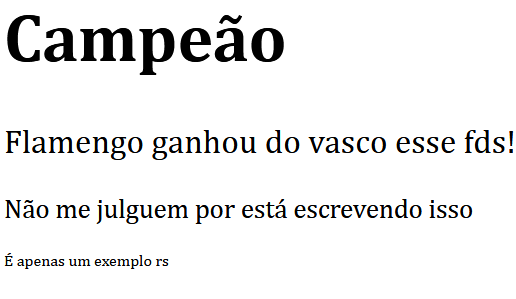 Campeão
Flamengo ganhou do vasco esse fds!
Não me julguem por está escrevendo isso
É apenas um exemplo rs